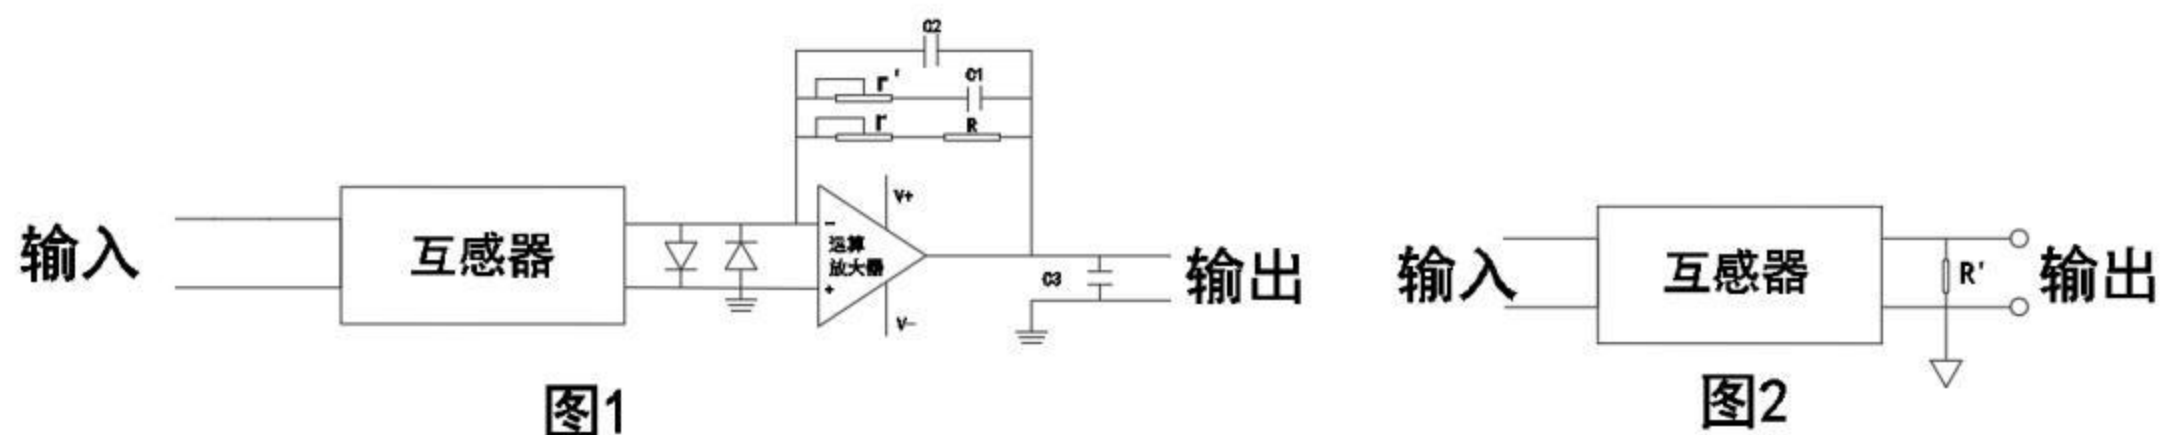 C2
r'
C1
r
R
V+
输入
互感器
-
运算
放大器
+
C3
输出
V-
图1
输入
互感器
R'
输出
图2